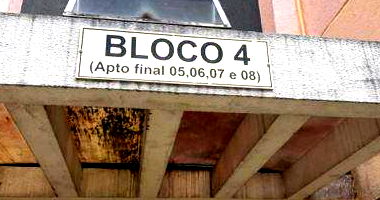 BLOCO 4
(Apto final 05,06,07 e 08)